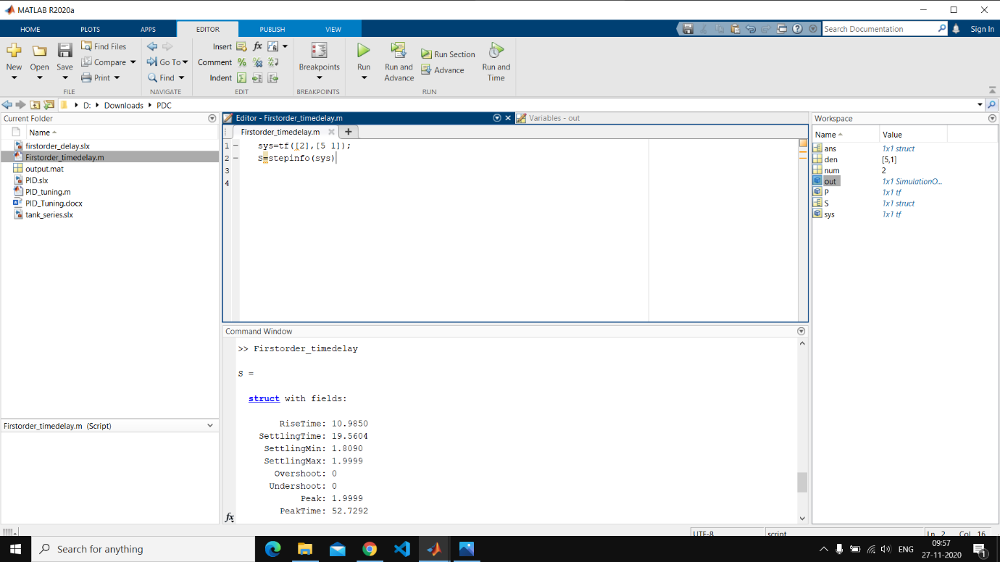 MATLAB R2020a
HOME PLOTS APPS EDITOR PUBLISH VIEW Search Documentation Sign In
New Open Save Find Files Compare Print
Go To Find
Insert fx
Comment
Indent
Breakpoints
Run Run and Advance Run Section Advance Run and Time
FILE NAVIGATE EDIT BREAKPOINTS RUN
D: Downloads PDC
Current Folder
Name
firstorder_delay.slx
Firstorder_timedelay.m
output.mat
PID.slx
PID_tuning.m
PID_Tuning.docx
tank_series.slx
Firstorder_timedelay.m (Script)
Editor - Firstorder_timedelay.m Variables - out
Firstorder_timedelay.m
1 sys=tf([2],[5 1]);
2 S=stepinfo(sys)
3
4
Command Window
>> Firstorder_timedelay
S =
struct with fields:
RiseTime: 10.9850
SettlingTime: 19.5604
SettlingMin: 1.8090
SettlingMax: 1.9999
Overshoot: 0
Undershoot: 0
Peak: 1.9999
PeakTime: 52.7292
fx
Workspace
Name Value
ans 1x1 struct
den [5,1]
num 2
out 1x1 SimulationO...
P 1x1 tf
S 1x1 struct
sys 1x1 tf
UTF-8 script Ln 2 Col 16
Search for anything
ENG
09:57
27-11-2020
1